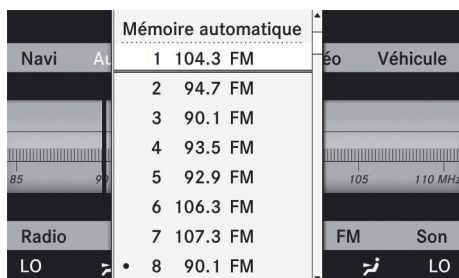 Mémoire automatique
Navi Au éo Véhicule
1 104.3 FM
2 94.7 FM
3 90.1 FM
4 93.5 FM
5 92.9 FM
6 106.3 FM
7 107.3 FM
• 8 90.1 FM
85 9 105 110 MHz
Radio FM Son
LO LO